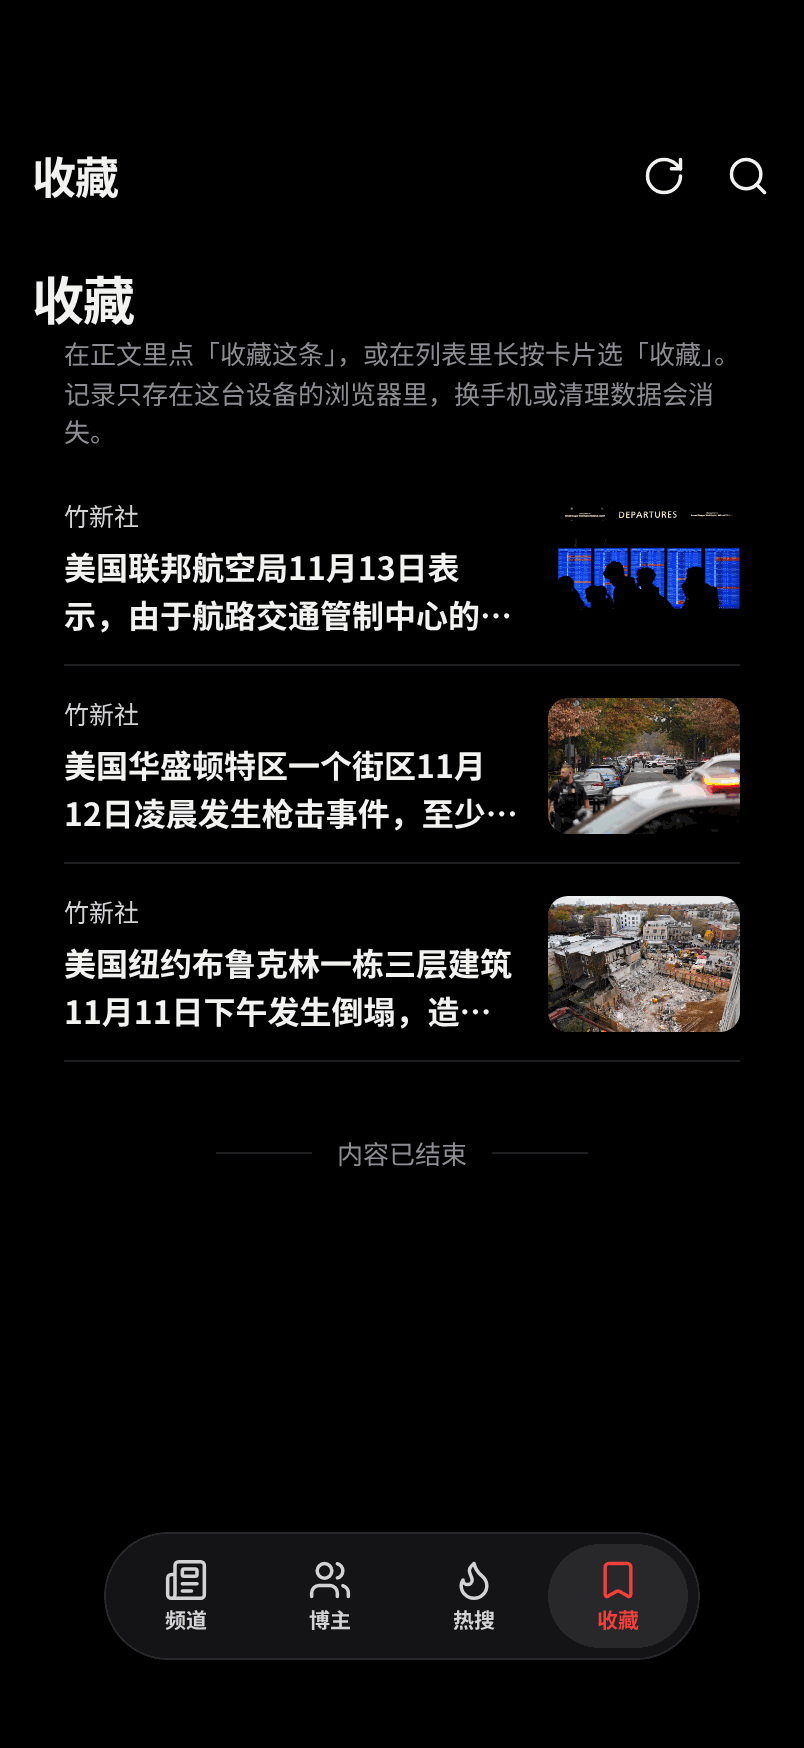 收藏
收藏
在正文里点「收藏这条」，或在列表里长按卡片选「收藏」。
记录只存在这台设备的浏览器里，换手机或清理数据会消
失。
竹新社
美国联邦航空局11月13日表
示，由于航路交通管制中心的…
DEPARTURES
竹新社
美国华盛顿特区一个街区11月
12日凌晨发生枪击事件，至少…
竹新社
美国纽约布鲁克林一栋三层建筑
11月11日下午发生倒塌，造…
内容已结束
频道
博主
热搜
收藏